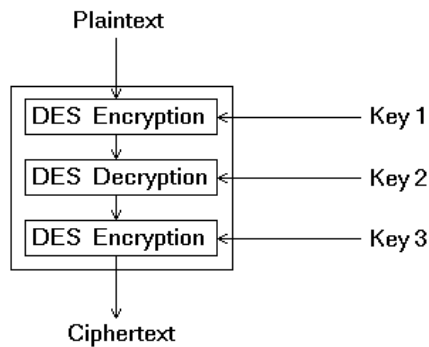 Plaintext
DES Encryption
Key 1
DES Decryption
Key 2
DES Encryption
Key 3
Ciphertext